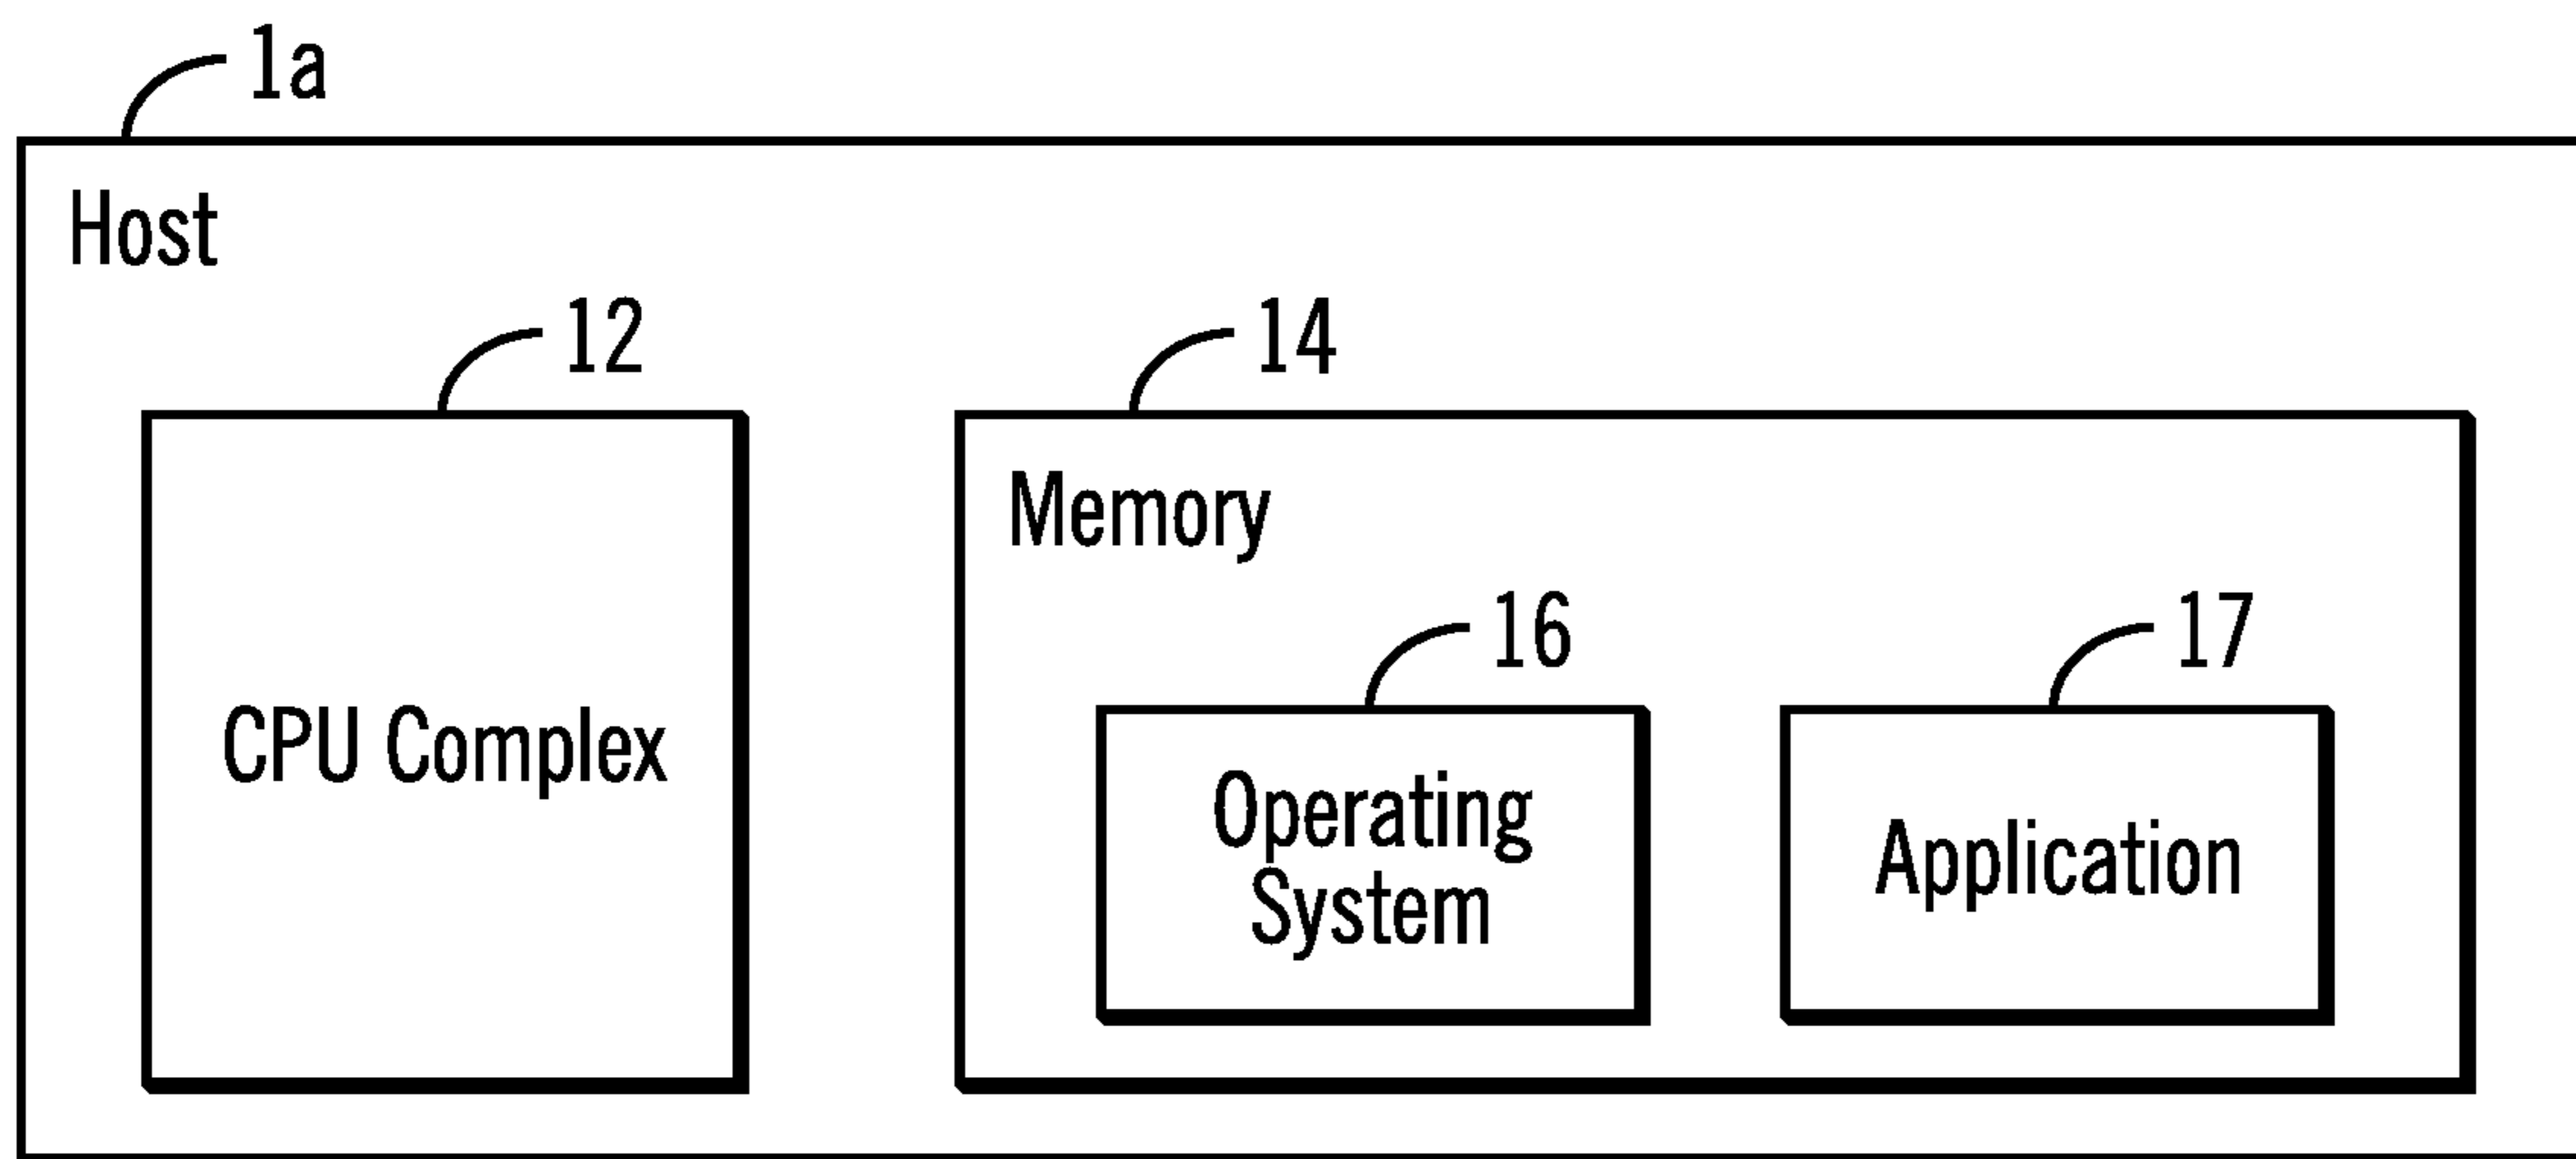 1a
Host
12
14
CPU Complex
Memory
16
17
Operating
System
Application